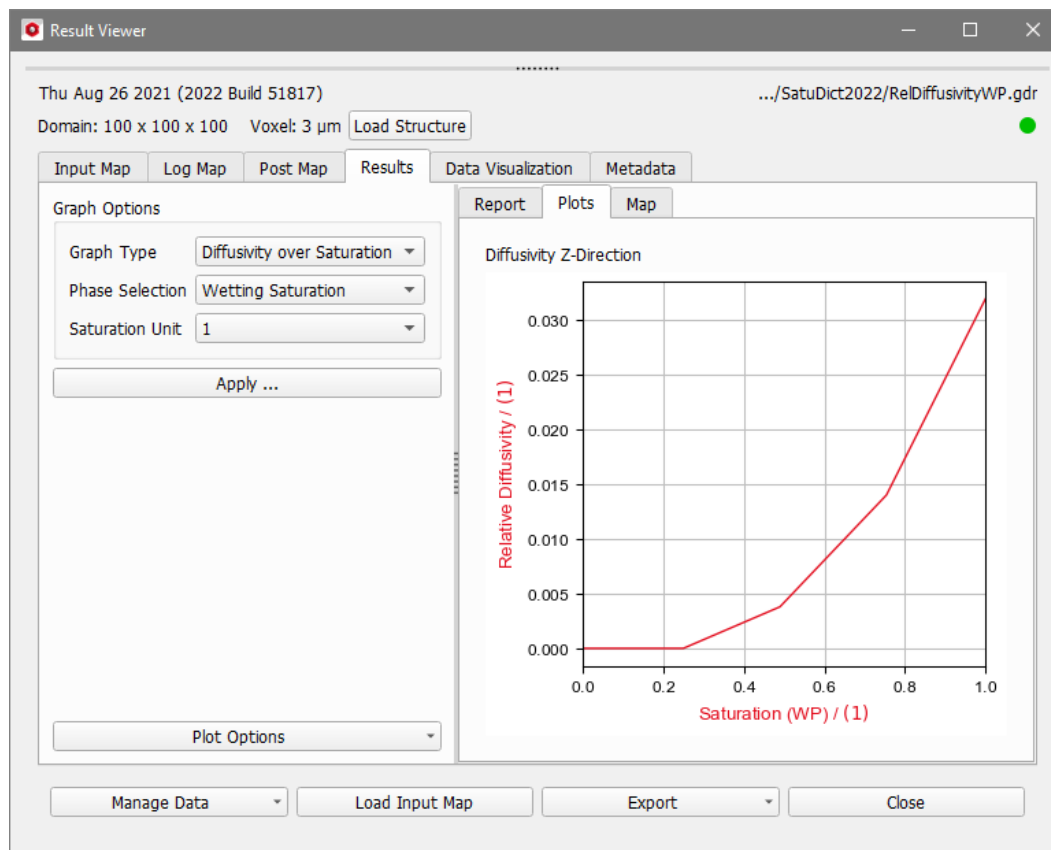 Result Viewer
Thu Aug 26 2021 (2022 Build 51817) .../SatuDict2022/RelDiffusivityWP.gdr
Domain: 100 x 100 x 100 Voxel: 3 µm Load Structure
Input Map Log Map Post Map Results Data Visualization Metadata
Graph Options
Graph Type Diffusivity over Saturation
Phase Selection Wetting Saturation
Saturation Unit 1
Apply ...
Plot Options
Report Plots Map
Diffusivity Z-Direction
Relative Diffusivity / (1)
0.030
0.025
0.020
0.015
0.010
0.005
0.000
0.0 0.2 0.4 0.6 0.8 1.0
Saturation (WP) / (1)
Manage Data Load Input Map Export Close